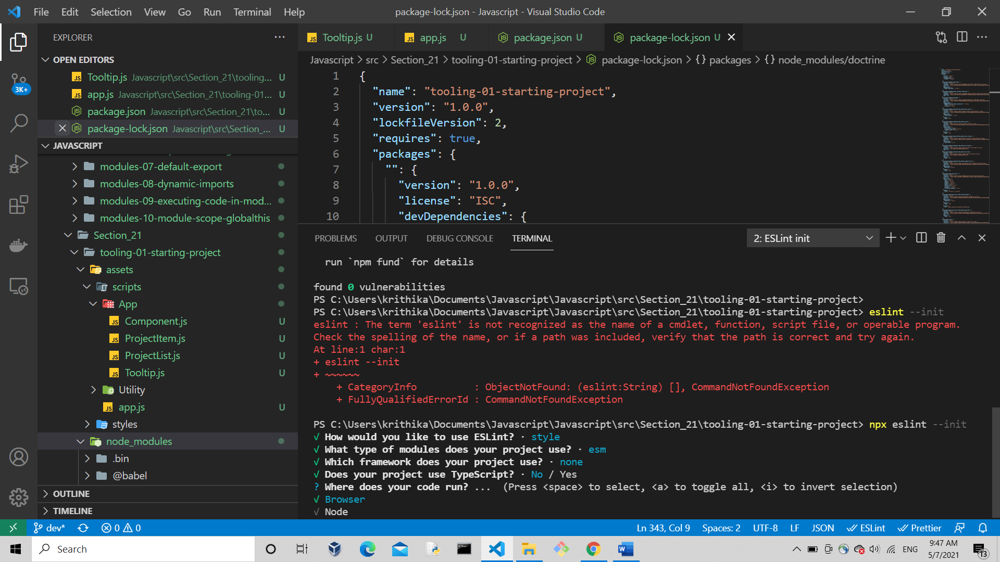 File Edit Selection View Go Run Terminal Help
package-lock.json - Javascript - Visual Studio Code
EXPLORER
OPEN EDITORS
JS Tooltip.js Javascript\src\Section_21\tooling... U
JS app.js Javascript\src\Section_21\tooling-01... U
package.json Javascript\src\Section_21\to... U
package-lock.json Javascript\src\Section_... U
3K+
JAVASCRIPT
modules-07-default-export
modules-08-dynamic-imports
modules-09-executing-code-in-mod...
modules-10-module-scope-globalthis
Section_21
tooling-01-starting-project
assets
scripts
App
JS Component.js U
JS ProjectItem.js U
JS ProjectList.js U
JS Tooltip.js U
Utility
JS app.js U
styles
node_modules
.bin
@babel
OUTLINE
TIMELINE
JS Tooltip.js U
JS app.js U
package.json U
package-lock.json U
Javascript > src > Section_21 > tooling-01-starting-project > package-lock.json > {} packages > {} node_modules/doctrine
1 {
2 "name": "tooling-01-starting-project",
3 "version": "1.0.0",
4 "lockfileVersion": 2,
5 "requires": true,
6 "packages": {
7 "": {
8 "version": "1.0.0",
9 "license": "ISC",
10 "devDependencies": {
PROBLEMS OUTPUT DEBUG CONSOLE TERMINAL
2: ESLint init
run `npm fund` for details
found 0 vulnerabilities
PS C:\Users\krithika\Documents\Javascript\Javascript\src\Section_21\tooling-01-starting-project>
PS C:\Users\krithika\Documents\Javascript\Javascript\src\Section_21\tooling-01-starting-project> eslint --init
eslint : The term 'eslint' is not recognized as the name of a cmdlet, function, script file, or operable program.
Check the spelling of the name, or if a path was included, verify that the path is correct and try again.
At line:1 char:1
+ eslint --init
+ ~~~~~~
+ CategoryInfo : ObjectNotFound: (eslint:String) [], CommandNotFoundException
+ FullyQualifiedErrorId : CommandNotFoundException
PS C:\Users\krithika\Documents\Javascript\Javascript\src\Section_21\tooling-01-starting-project> npx eslint --init
√ How would you like to use ESLint? · style
√ What type of modules does your project use? · esm
√ Which framework does your project use? · none
√ Does your project use TypeScript? · No / Yes
? Where does your code run? ... (Press <space> to select, <a> to toggle all, <i> to invert selection)
√ Browser
√ Node
dev* 0 0
Ln 343, Col 9 Spaces: 2 UTF-8 LF JSON ESLint Prettier
Search
ENG
9:47 AM
5/7/2021
13